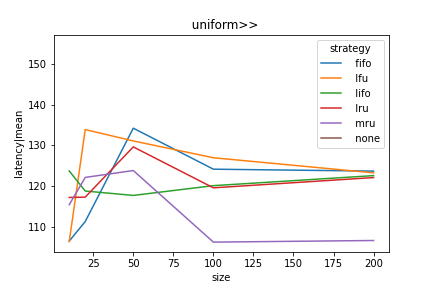 uniform>>
latency|mean
150
140
130
120
110
strategy
fifo
lfu
lifo
lru
mru
none
25 50 75 100 125 150 175 200
size